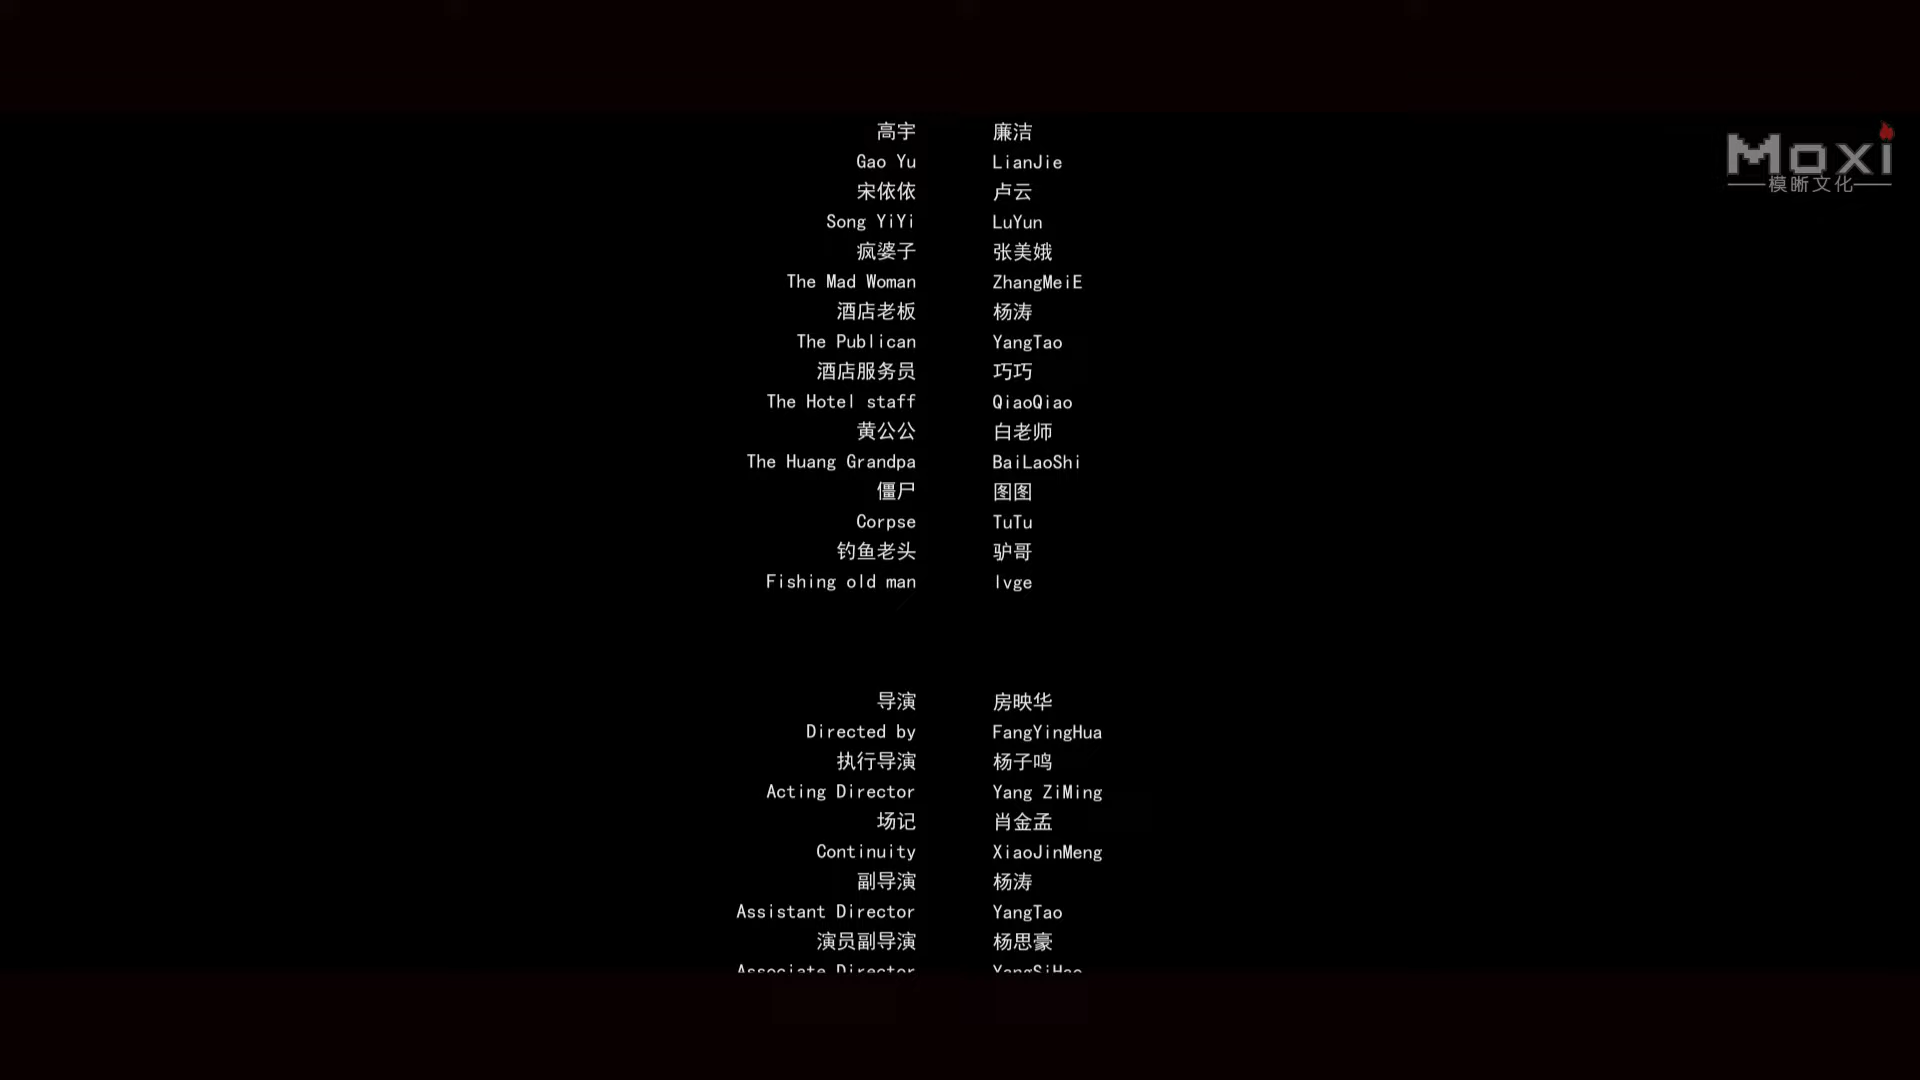 高宇 廉洁
Gao Yu LianJie
宋依依 卢云
Song YiYi LuYun
疯婆子 张美娥
The Mad Woman ZhangMeiE
酒店老板 杨涛
The Publican YangTao
酒店服务员 巧巧
The Hotel staff QiaoQiao
黄公公 白老师
The Huang Grandpa BaiLaoShi
僵尸 图图
Corpse TuTu
钓鱼老头 驴哥
Fishing old man lvge
导演 房映华
Directed by FangYingHua
执行导演 杨子鸣
Acting Director Yang ZiMing
场记 肖金孟
Continuity XiaoJinMeng
副导演 杨涛
Assistant Director YangTao
演员副导演 杨思豪
Associate Director YangSiHao
Moxi
模晰文化